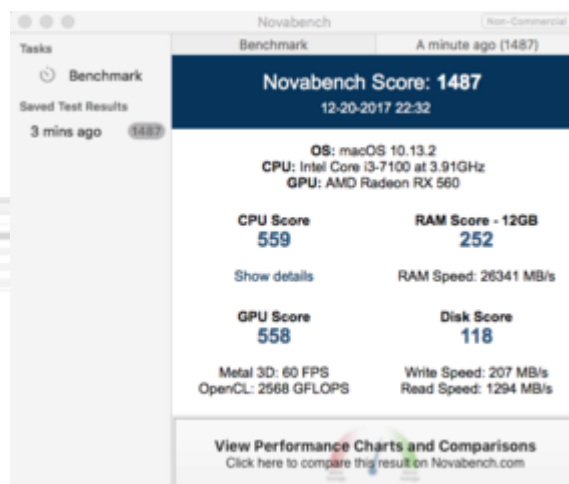 Novabench
Non-Commercial
Tasks
Benchmark
Saved Test Results
3 mins ago 1487
Benchmark
A minute ago (1487)
Novabench Score: 1487
12-20-2017 22:32
OS: macOS 10.13.2
CPU: Intel Core i3-7100 at 3.91GHz
GPU: AMD Radeon RX 560
CPU Score
559
Show details
RAM Score - 12GB
252
RAM Speed: 26341 MB/s
GPU Score
558
Metal 3D: 60 FPS
OpenCL: 2568 GFLOPS
Disk Score
118
Write Speed: 207 MB/s
Read Speed: 1294 MB/s
View Performance Charts and Comparisons
Click here to compare this result on Novabench.com